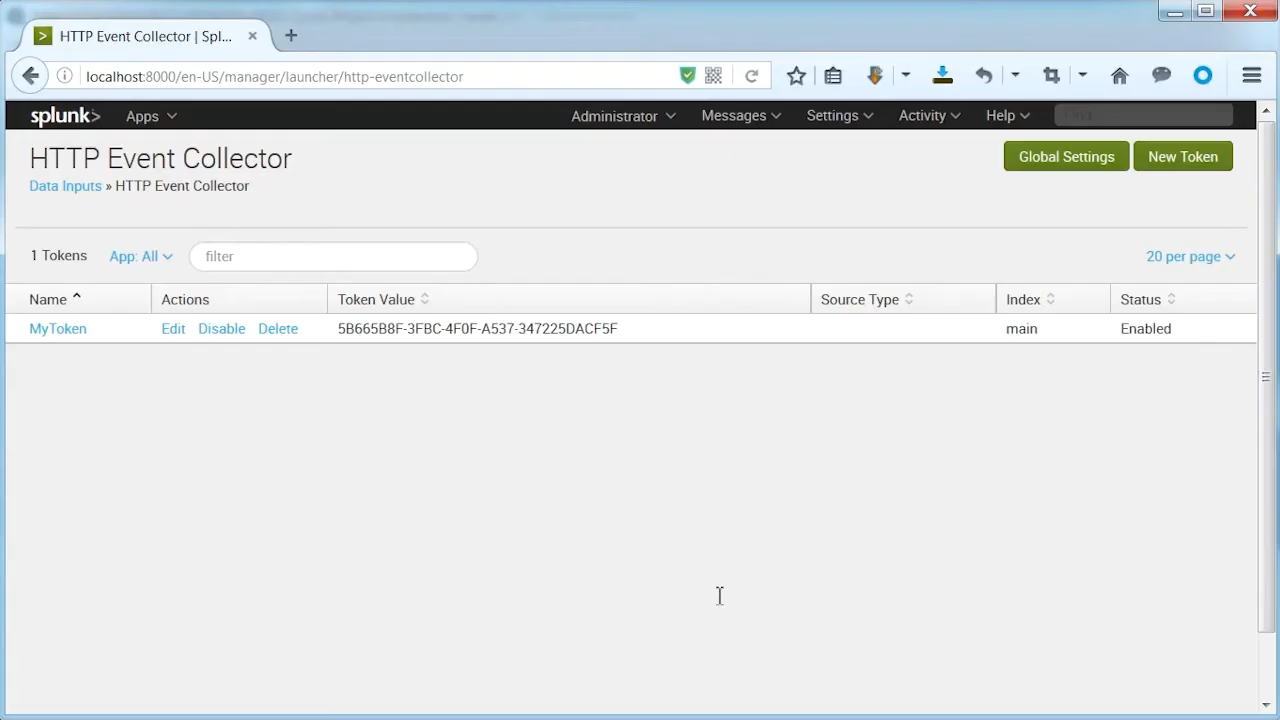 HTTP Event Collector | Spl...
localhost:8000/en-US/manager/launcher/http-eventcollector
splunk> Apps Administrator Messages Settings Activity Help
HTTP Event Collector Global Settings New Token
Data Inputs » HTTP Event Collector
1 Tokens App: All filter 20 per page
Name Actions Token Value Source Type Index Status
MyToken Edit Disable Delete 5B665B8F-3FBC-4F0F-A537-347225DACF5F main Enabled